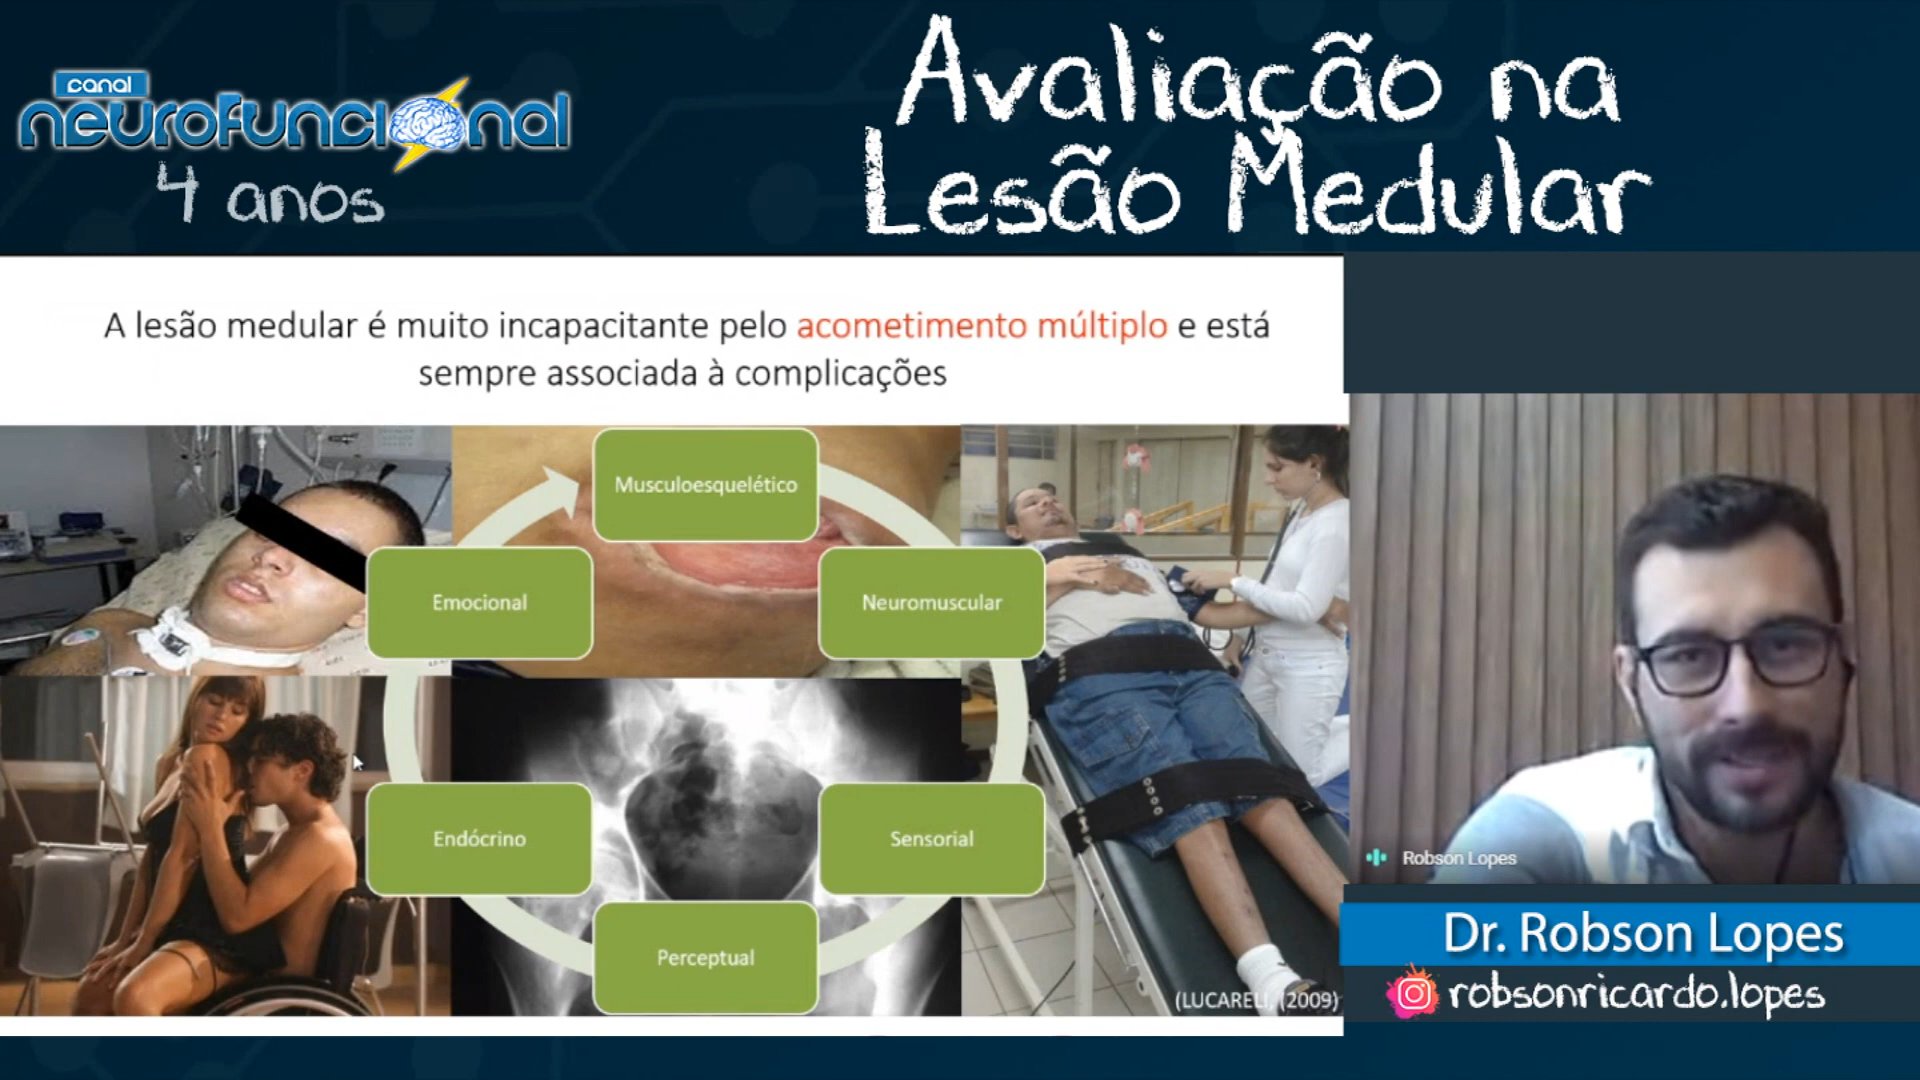 canal
neurofuncional
4 anos
Avaliação na
Lesão Medular
A lesão medular é muito incapacitante pelo acometimento múltiplo e está
sempre associada à complicações
Musculoesquelético
Emocional
Neuromuscular
Endócrino
Sensorial
Perceptual
(LUCARELI, (2009)
Robson Lopes
Dr. Robson Lopes
robsonricardo.lopes